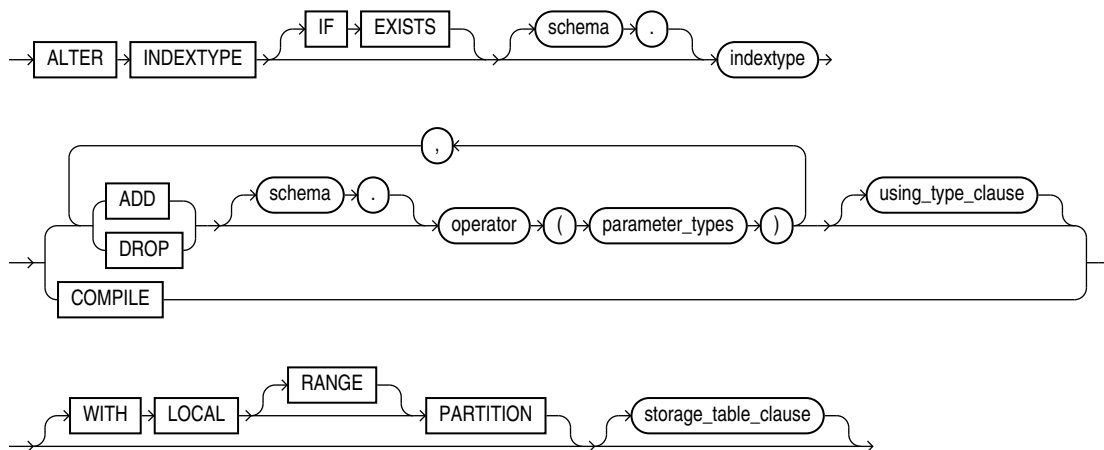 IF EXISTS schema .
ALTER INDEXTYPE indextype
,
ADD schema . using_type_clause
operator ( parameter_types )
DROP
COMPILE
RANGE
WITH LOCAL PARTITION storage_table_clause